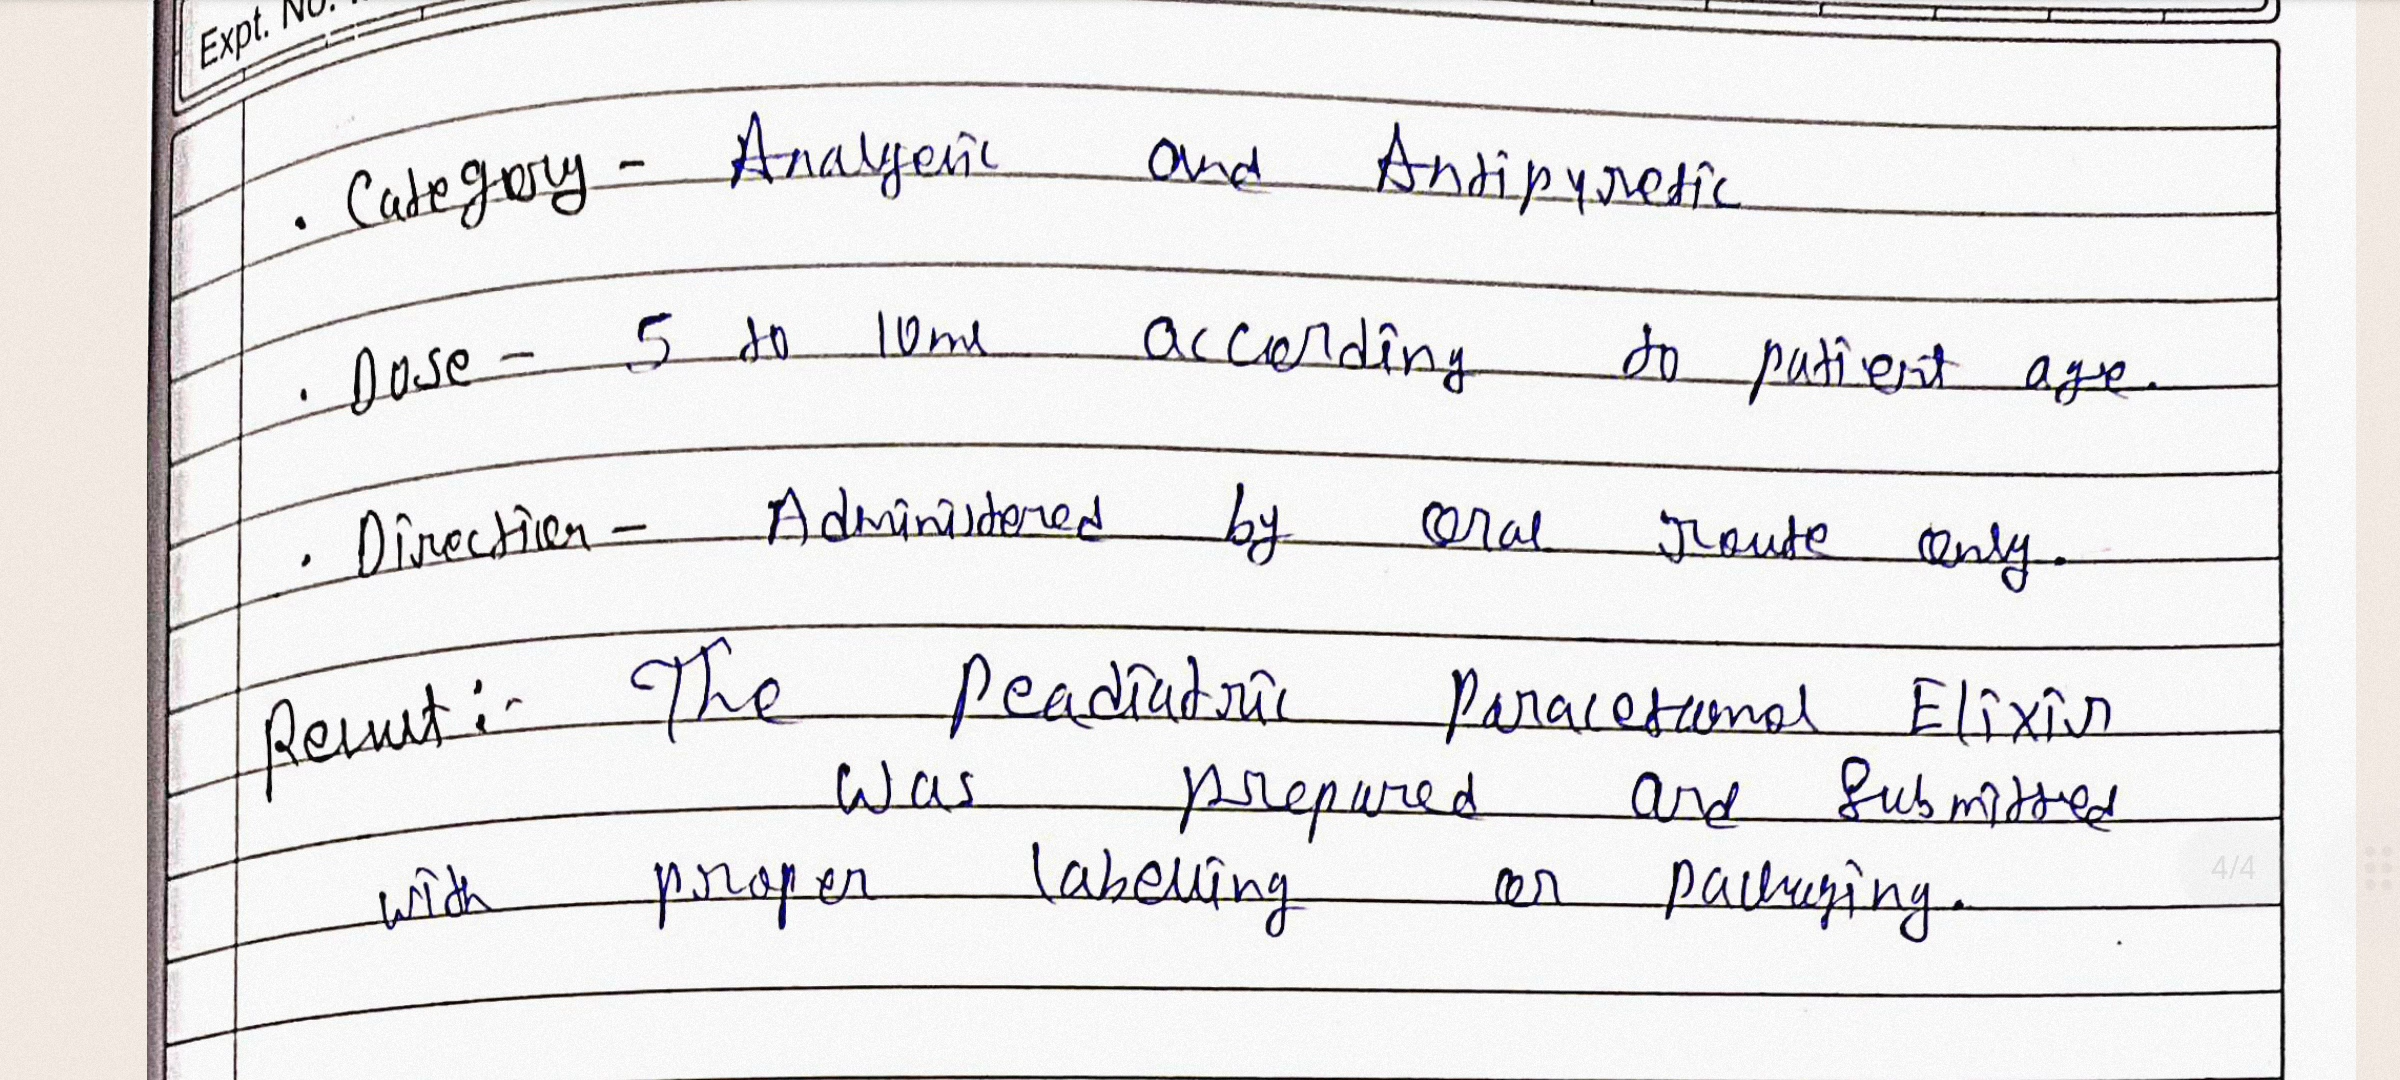 Expt. No.
. Category - Analgesic and Antipyretic
. Dose - 5 to 10ml according to patient age.
. Direction - Administered by oral route only.
Result :- The Peadiatric Paracetamol Elixir
was prepared and Submitted
with proper labelling or packaging.
4/4